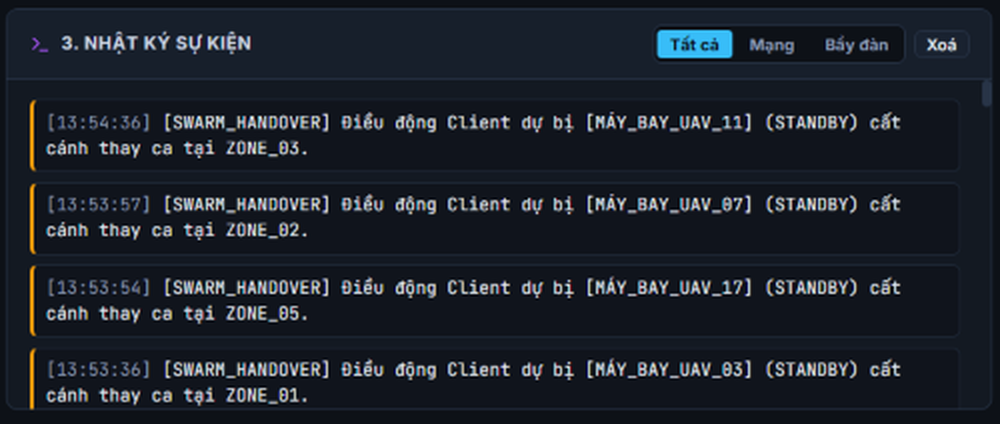 >_ 3. NHẬT KÝ SỰ KIỆN
Tất cả Mạng Bầy đàn Xoá
[13:54:36] [SWARM_HANDOVER] Điều động Client dự bị [MÁY_BAY_UAV_11] (STANDBY) cất
cánh thay ca tại ZONE_03.
[13:53:57] [SWARM_HANDOVER] Điều động Client dự bị [MÁY_BAY_UAV_07] (STANDBY) cất
cánh thay ca tại ZONE_02.
[13:53:54] [SWARM_HANDOVER] Điều động Client dự bị [MÁY_BAY_UAV_17] (STANDBY) cất
cánh thay ca tại ZONE_05.
[13:53:36] [SWARM_HANDOVER] Điều động Client dự bị [MÁY_BAY_UAV_03] (STANDBY) cất
cánh thay ca tại ZONE_01.